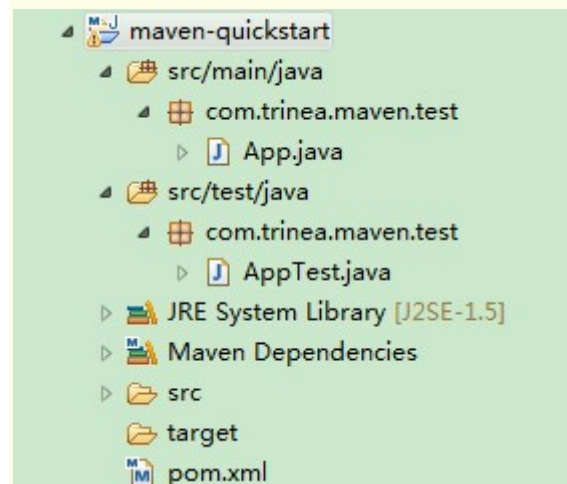 maven-quickstart
src/main/java
com.trinea.maven.test
App.java
src/test/java
com.trinea.maven.test
AppTest.java
JRE System Library [J2SE-1.5]
Maven Dependencies
src
target
pom.xml